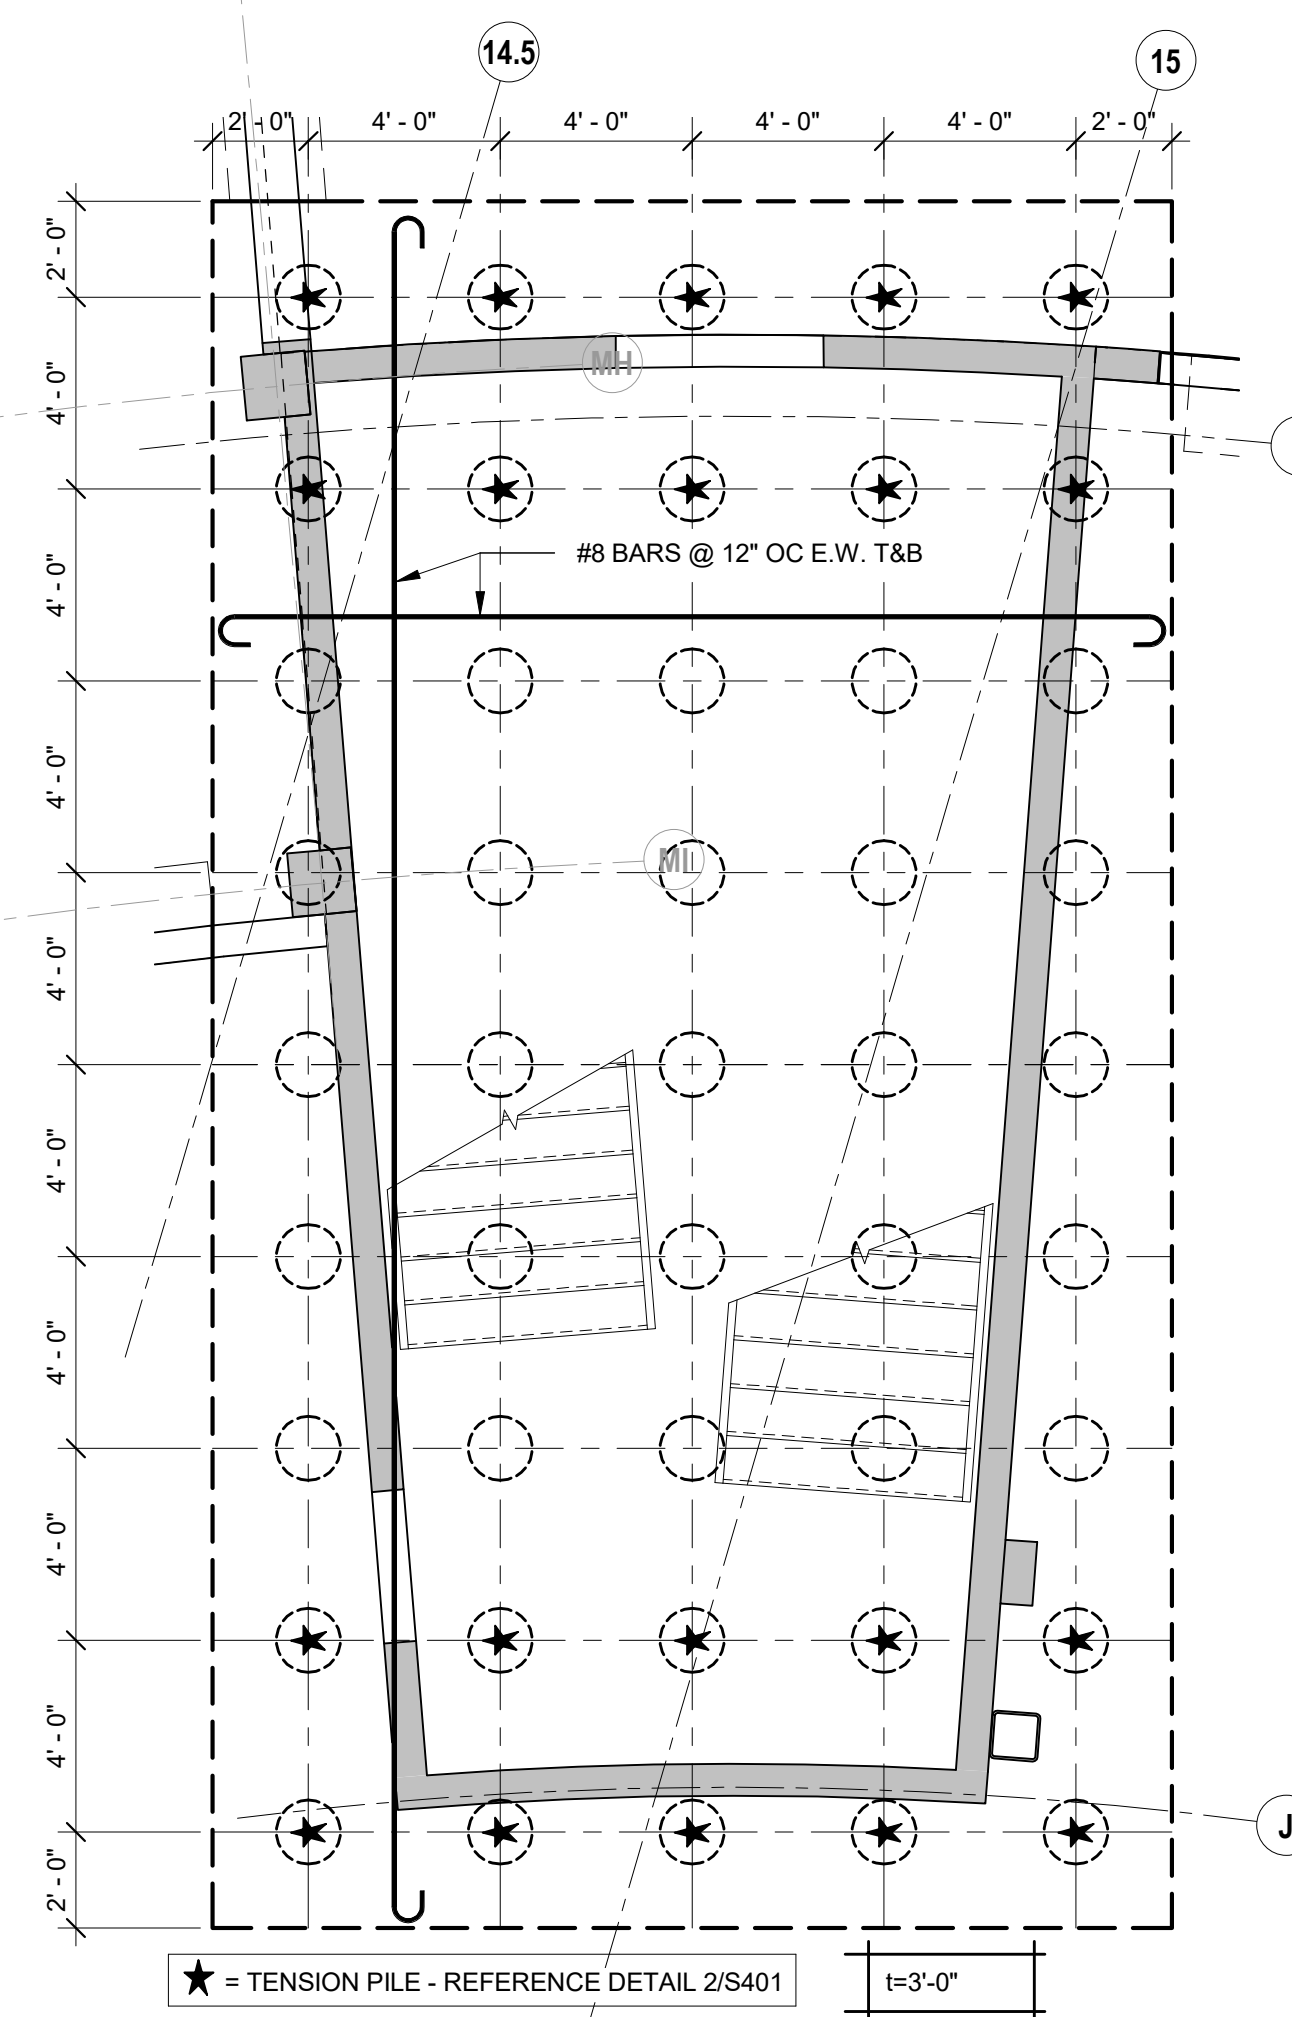 14.5
15
2' - 0"
4' - 0"
4' - 0"
4' - 0"
4' - 0"
2' - 0"
2' - 0"
4' - 0"
4' - 0"
4' - 0"
4' - 0"
4' - 0"
4' - 0"
4' - 0"
4' - 0"
2' - 0"
MH
#8 BARS @ 12" OC E.W. T&B
MI
J
= TENSION PILE - REFERENCE DETAIL 2/S401
t=3'-0"